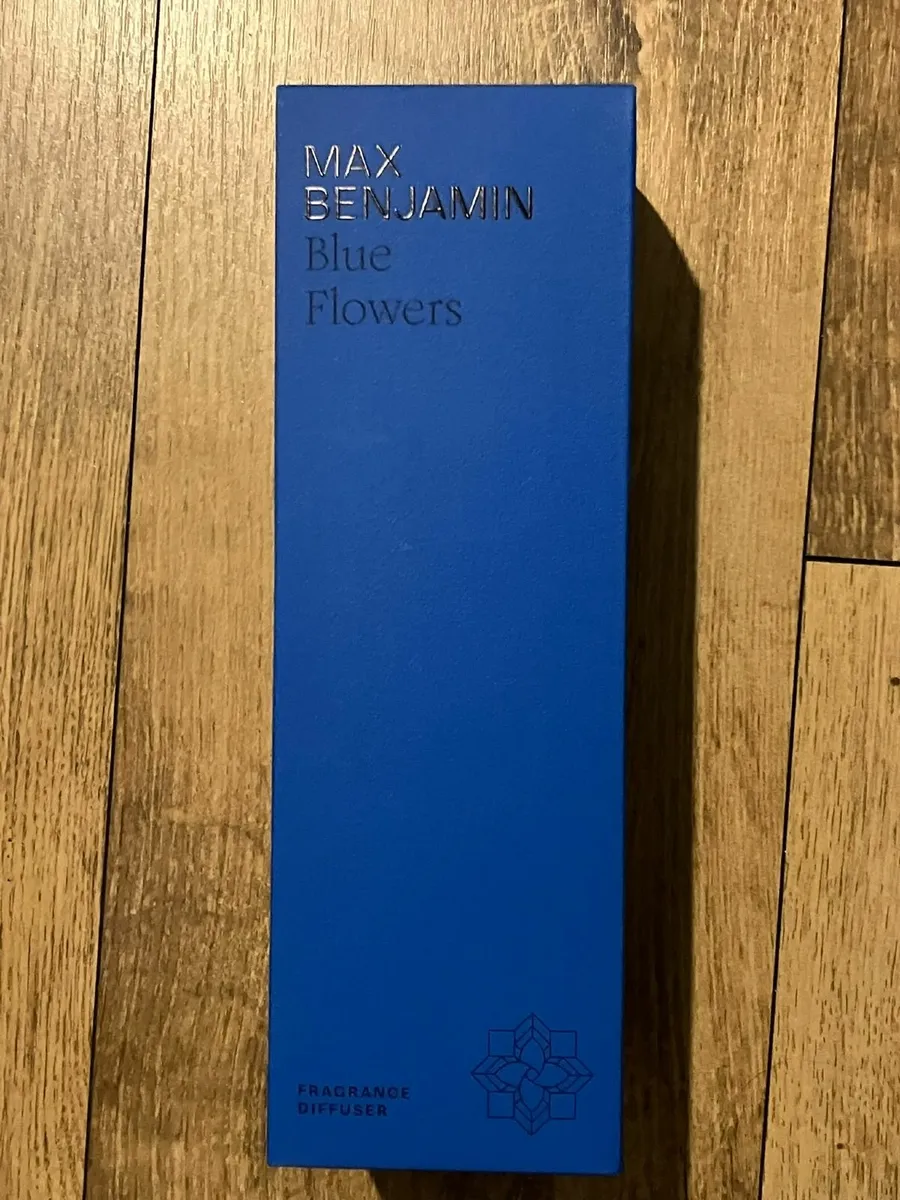 MAX
BENJAMIN
Blue
Flowers
FRAGRANCE
DIFFUSER